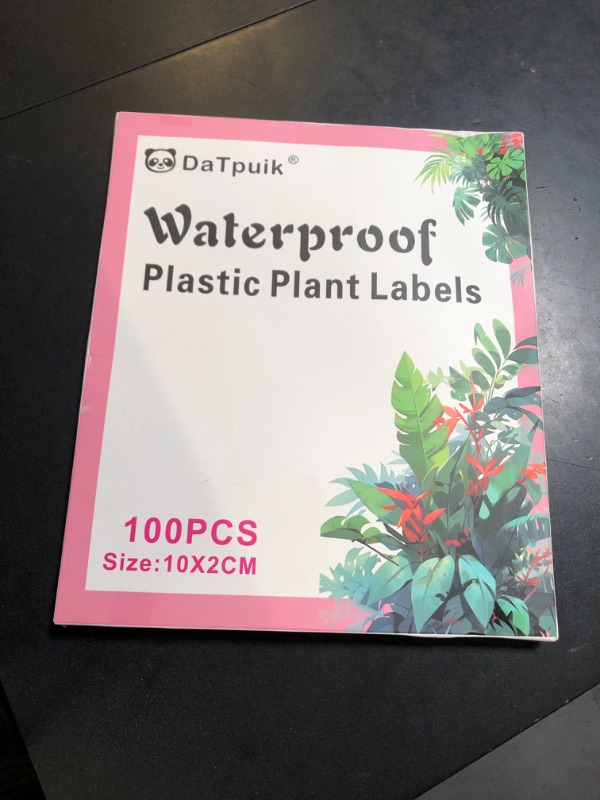 DaTpuik®
Waterproof
Plastic Plant Labels
100PCS
Size:10X2CM